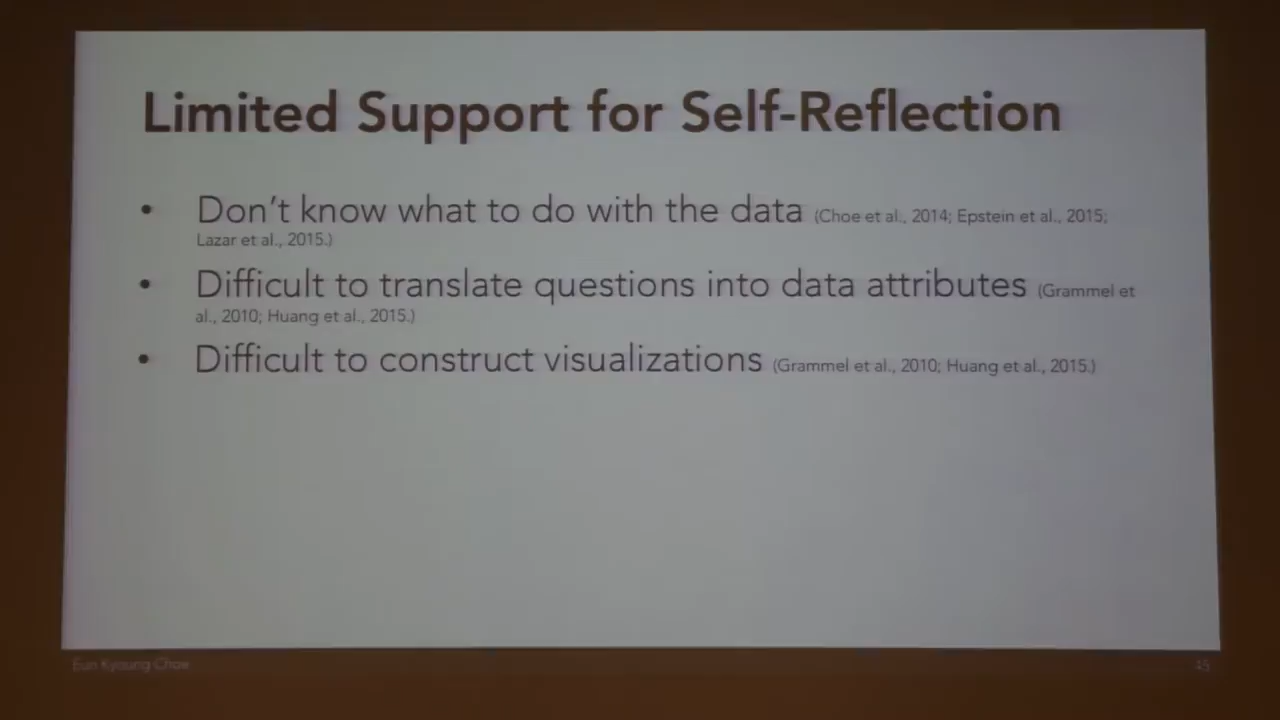 Limited Support for Self-Reflection
• Don't know what to do with the data (Choe et al., 2014; Epstein et al., 2015;
Lazar et al., 2015.)
• Difficult to translate questions into data attributes (Grammel et
al., 2010; Huang et al., 2015.)
• Difficult to construct visualizations (Grammel et al., 2010; Huang et al., 2015.)
Eun Kyoung Choe
45